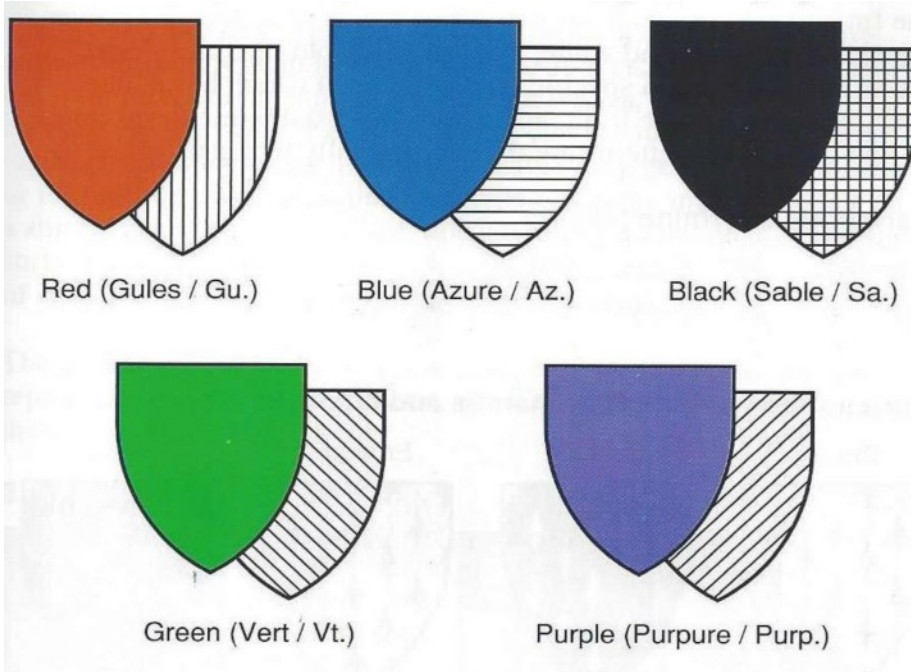 Red (Gules / Gu.)
Blue (Azure / Az.)
Black (Sable / Sa.)
Green (Vert / Vt.)
Purple (Purpure / Purp.)